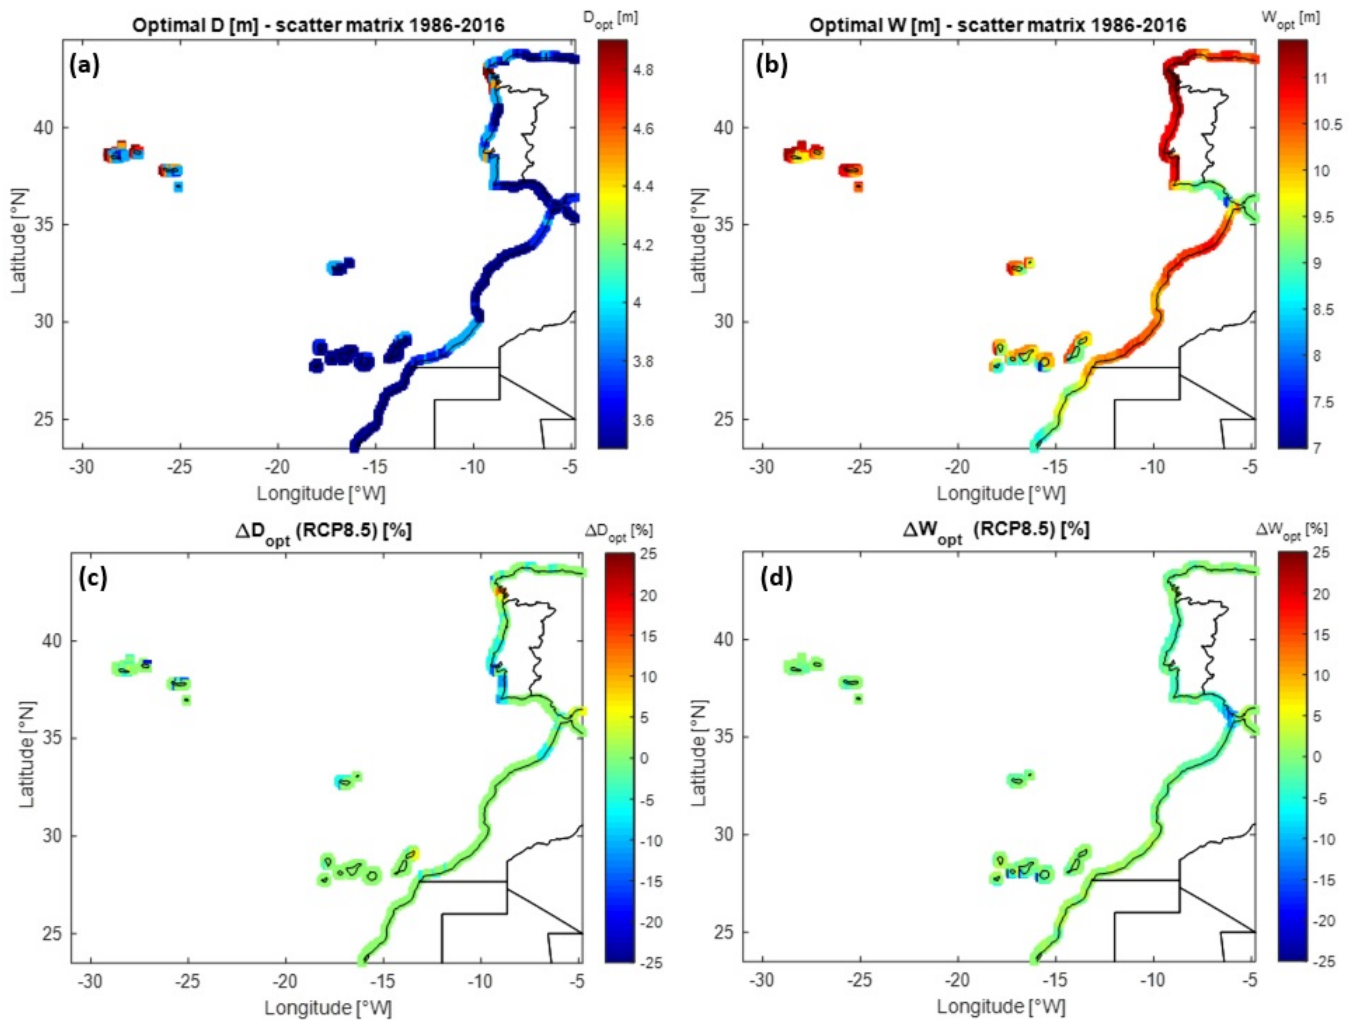 Optimal D [m] - scatter matrix 1986-2016
D_opt [m]
(a)
4.8
4.6
4.4
4.2
4
3.8
3.6
40
35
30
25
Latitude [°N]
-30 -25 -20 -15 -10 -5
Longitude [°W]
Optimal W [m] - scatter matrix 1986-2016
W_opt [m]
(b)
11
10.5
10
9.5
9
8.5
8
7.5
7
40
35
30
25
Latitude [°N]
-30 -25 -20 -15 -10 -5
Longitude [°W]
ΔD_opt (RCP8.5) [%]
ΔD_opt [%]
(c)
25
20
15
10
5
0
-5
-10
-15
-20
-25
40
35
30
25
Latitude [°N]
-30 -25 -20 -15 -10 -5
Longitude [°W]
ΔW_opt (RCP8.5) [%]
ΔW_opt [%]
(d)
25
20
15
10
5
0
-5
-10
-15
-20
-25
40
35
30
25
Latitude [°N]
-30 -25 -20 -15 -10 -5
Longitude [°W]